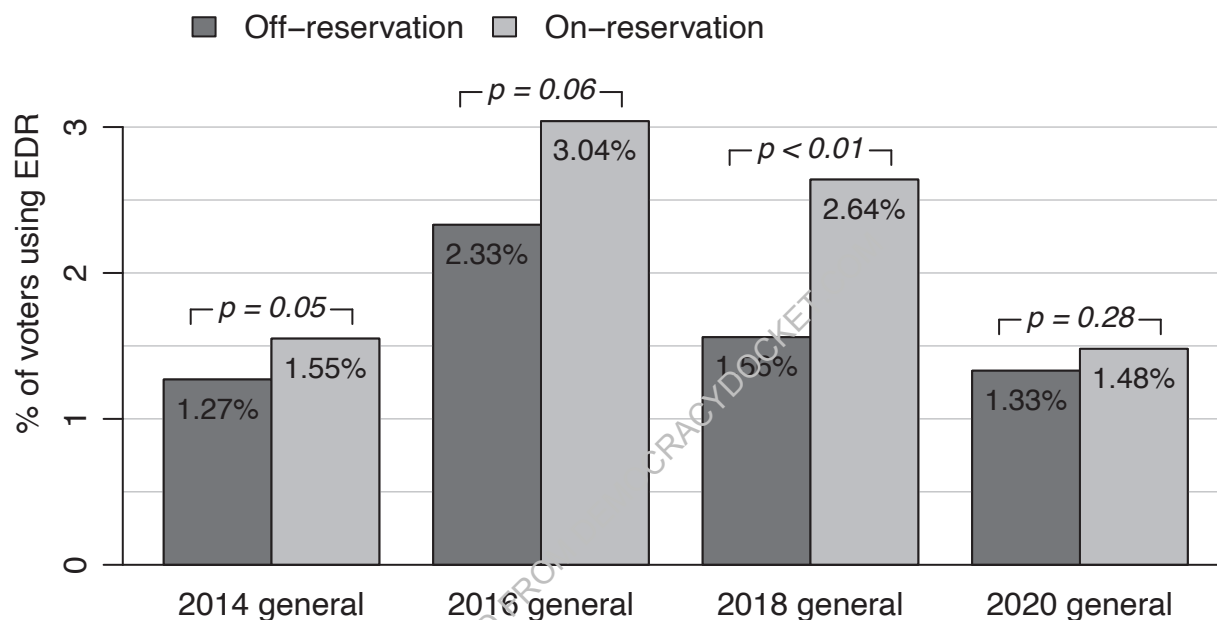 Off−reservation On−reservation
% of voters using EDR
3
2
1
0
p = 0.05
p = 0.06
p < 0.01
p = 0.28
1.27% 1.55%
2.33% 3.04%
2.64%
1.33% 1.48%
2014 general 2016 general 2018 general 2020 general
CRACYDOCKET